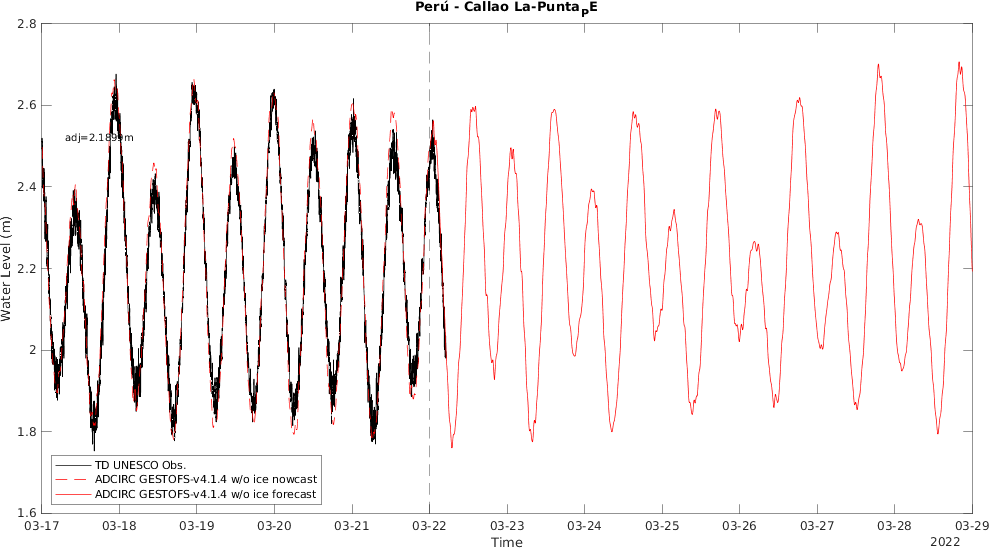 Perú - Callao La-Punta_PE
2.8
2.6
2.4
2.2
2
1.8
1.6
Water Level (m)
adj=2.1899m
TD UNESCO Obs.
ADCIRC GESTOFS-v4.1.4 w/o ice nowcast
ADCIRC GESTOFS-v4.1.4 w/o ice forecast
03-17 03-18 03-19 03-20 03-21 03-22 03-23 03-24 03-25 03-26 03-27 03-28 03-29
Time
2022